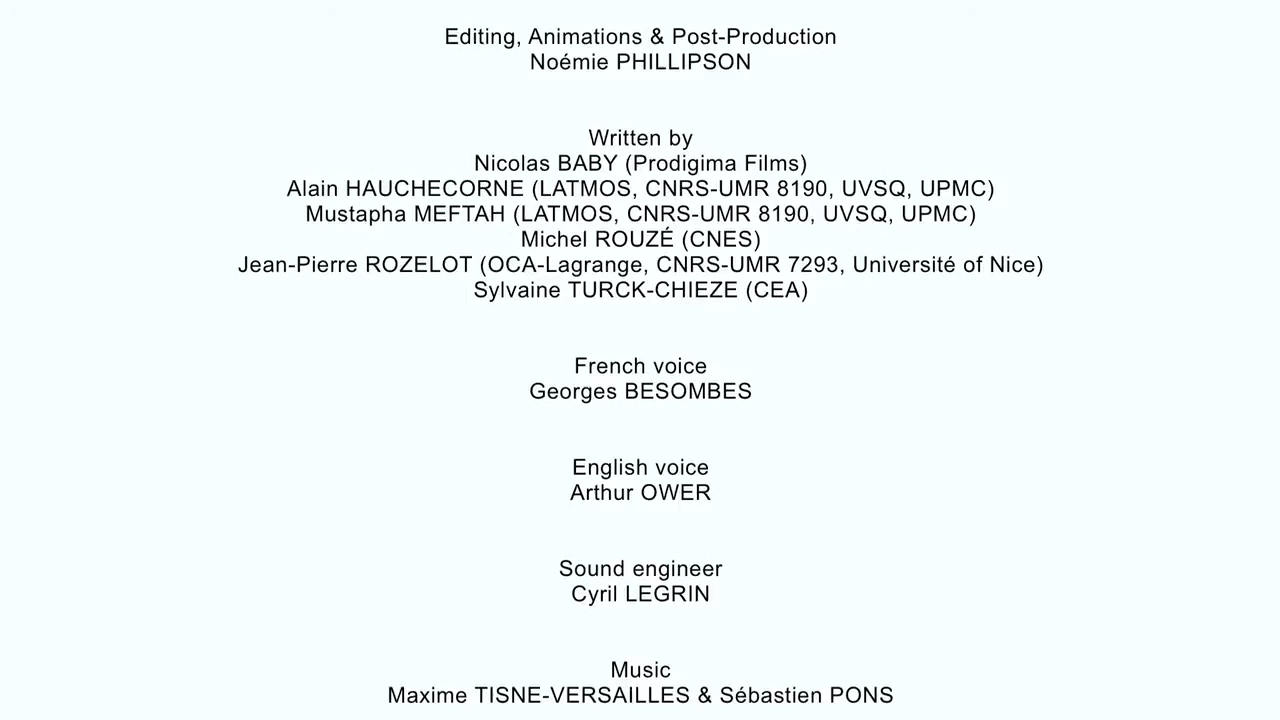 Editing, Animations & Post-Production
Noémie PHILLIPSON
Written by
Nicolas BABY (Prodigima Films)
Alain HAUCHECORNE (LATMOS, CNRS-UMR 8190, UVSQ, UPMC)
Mustapha MEFTAH (LATMOS, CNRS-UMR 8190, UVSQ, UPMC)
Michel ROUZÉ (CNES)
Jean-Pierre ROZELOT (OCA-Lagrange, CNRS-UMR 7293, Université of Nice)
Sylvaine TURCK-CHIEZE (CEA)
French voice
Georges BESOMBES
English voice
Arthur OWER
Sound engineer
Cyril LEGRIN
Music
Maxime TISNE-VERSAILLES & Sébastien PONS